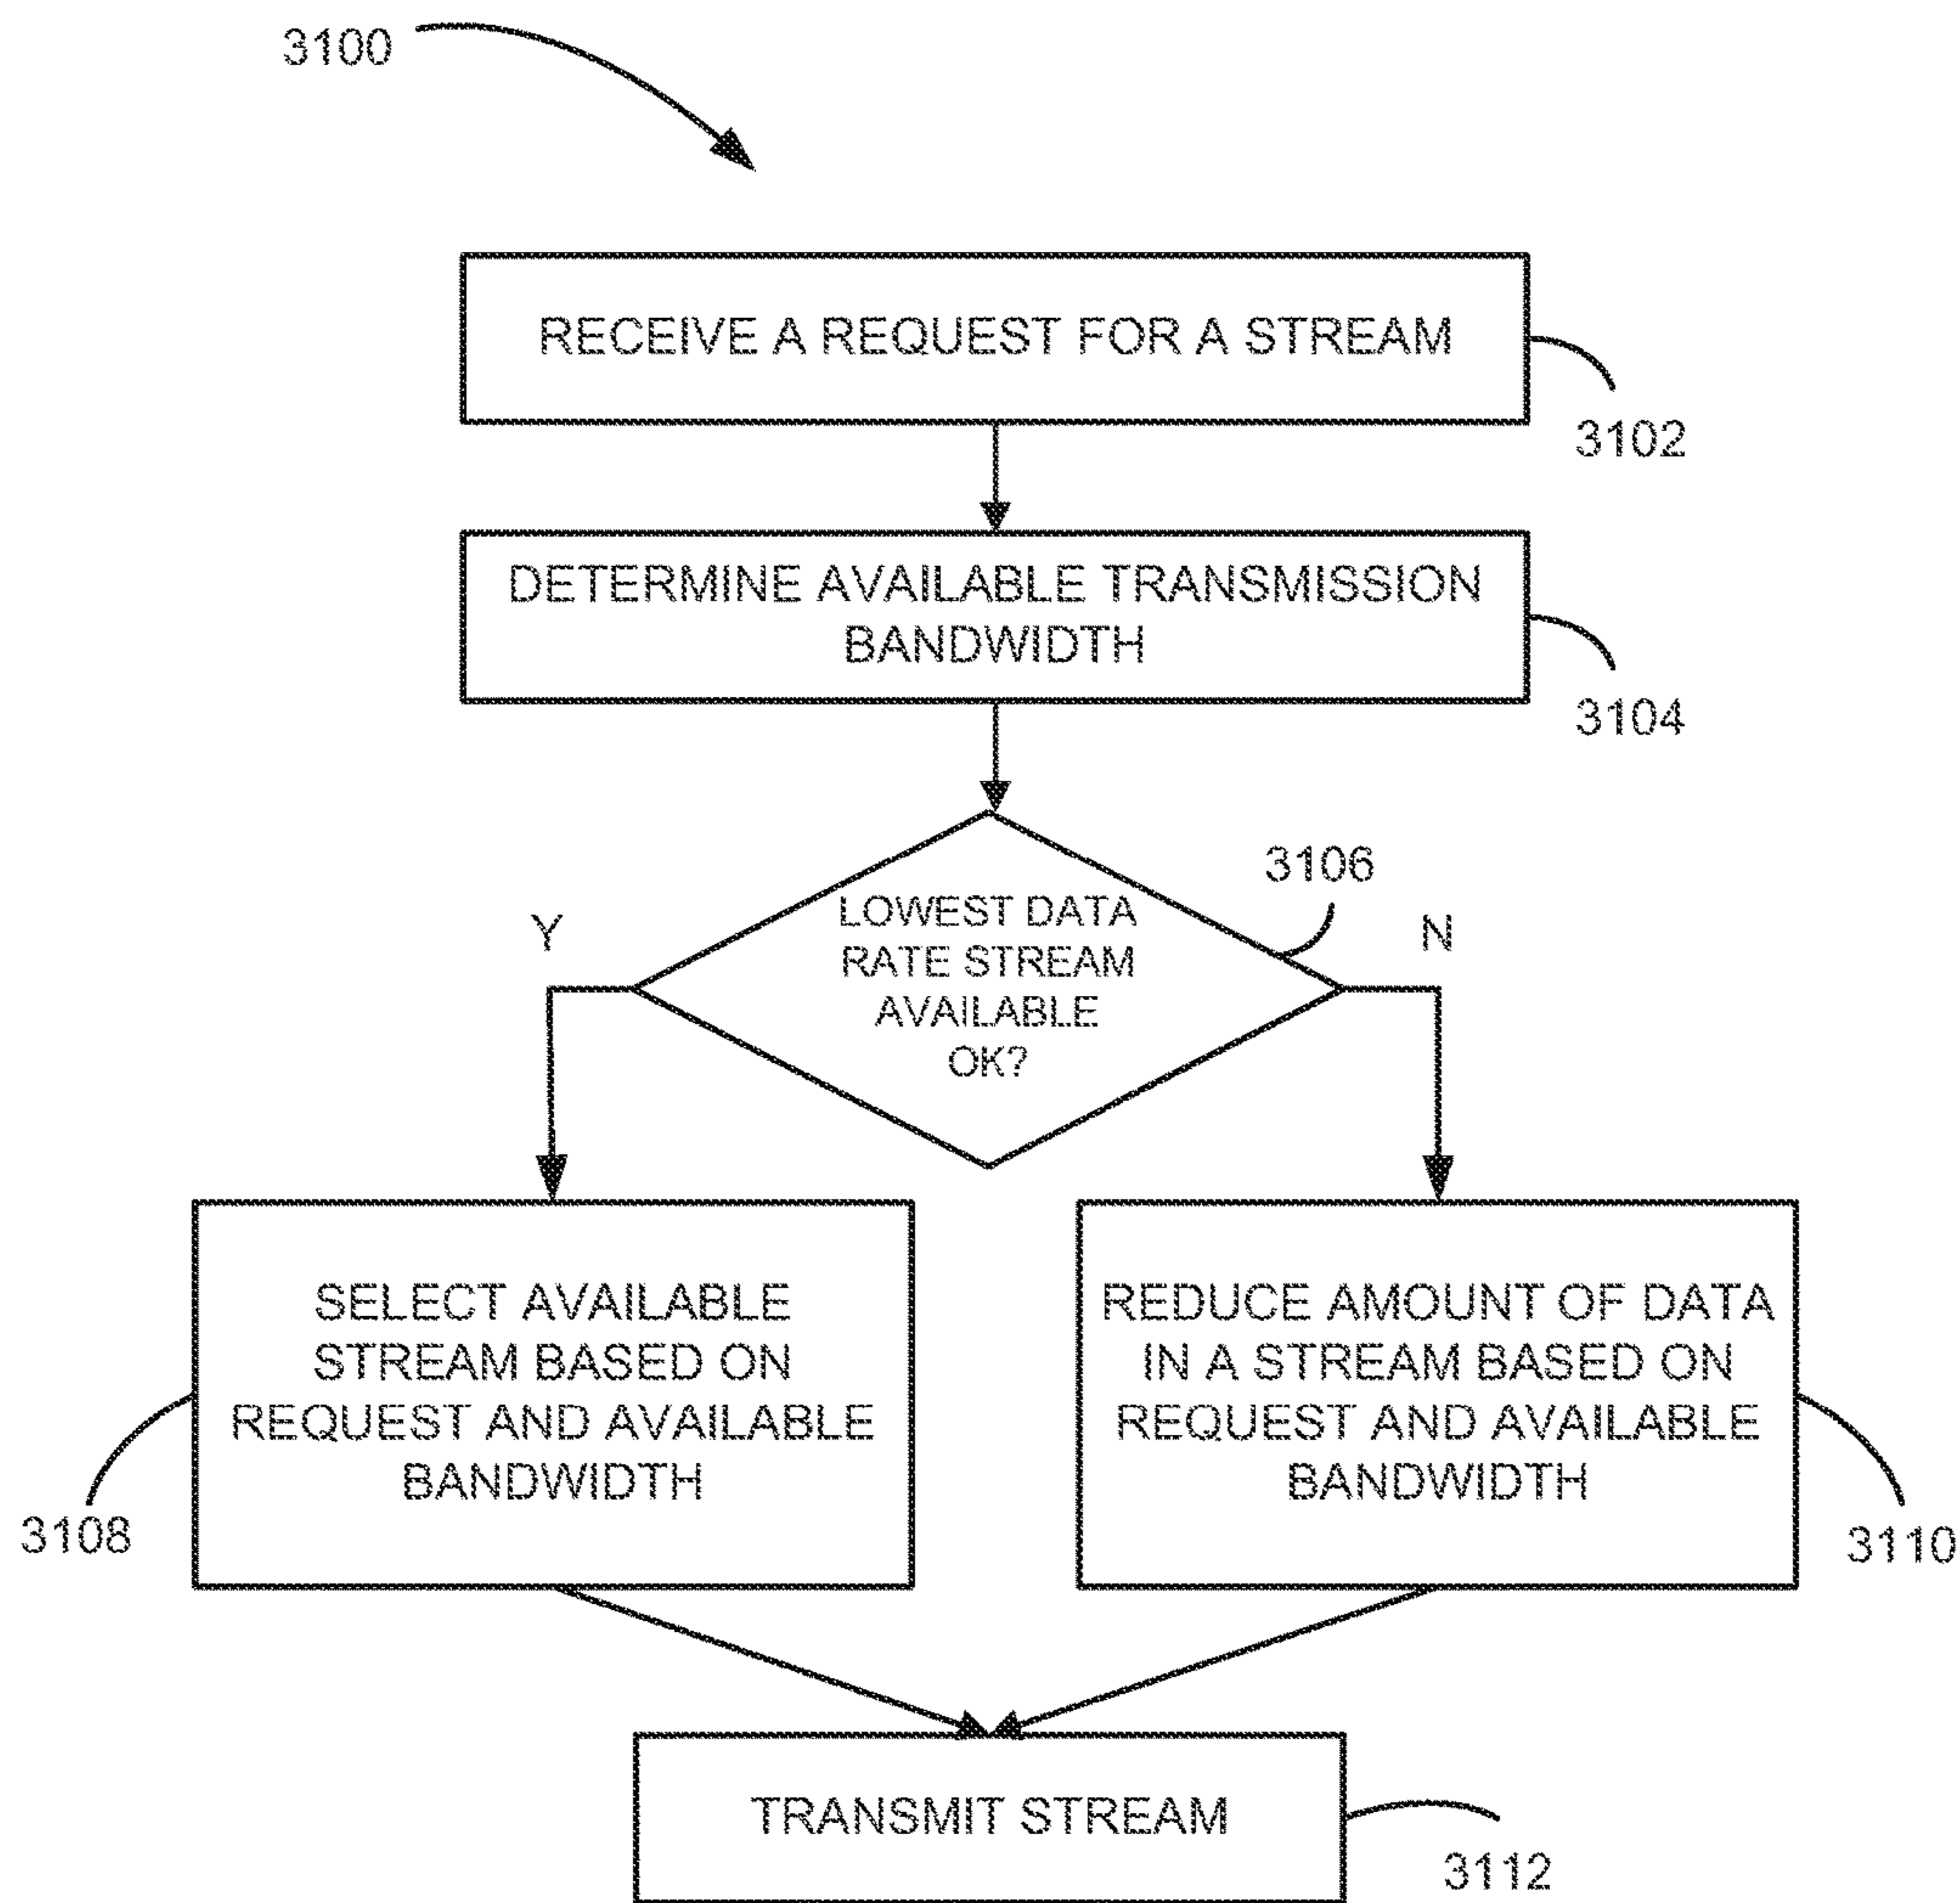 3100
RECEIVE A REQUEST FOR A STREAM
3102
DETERMINE AVAILABLE TRANSMISSION
BANDWIDTH
3104
3106
LOWEST DATA
RATE STREAM
AVAILABLE
OK?
Y
N
SELECT AVAILABLE
STREAM BASED ON
REQUEST AND AVAILABLE
BANDWIDTH
3108
REDUCE AMOUNT OF DATA
IN A STREAM BASED ON
REQUEST AND AVAILABLE
BANDWIDTH
3110
TRANSMIT STREAM
3112